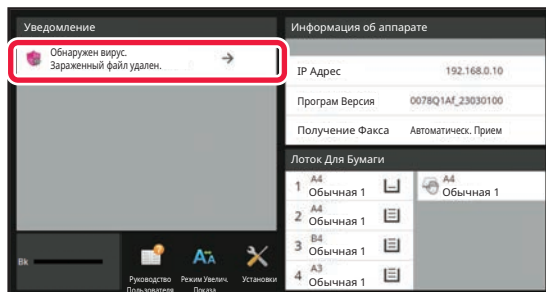 Уведомление
Обнаружен вирус.
Зараженный файл удален.
Bk
Руководство
Пользователя
Режим Увелич.
Показа
Установки
Информация об аппарате
IP Адрес 192.168.0.10
Програм Версия 0078Q1Af_23030100
Получение Факса Автоматическ. Прием
Лоток Для Бумаги
1 A4
Обычная 1
2 A4
Обычная 1
3 B4
Обычная 1
4 A3
Обычная 1
A4
Обычная 1